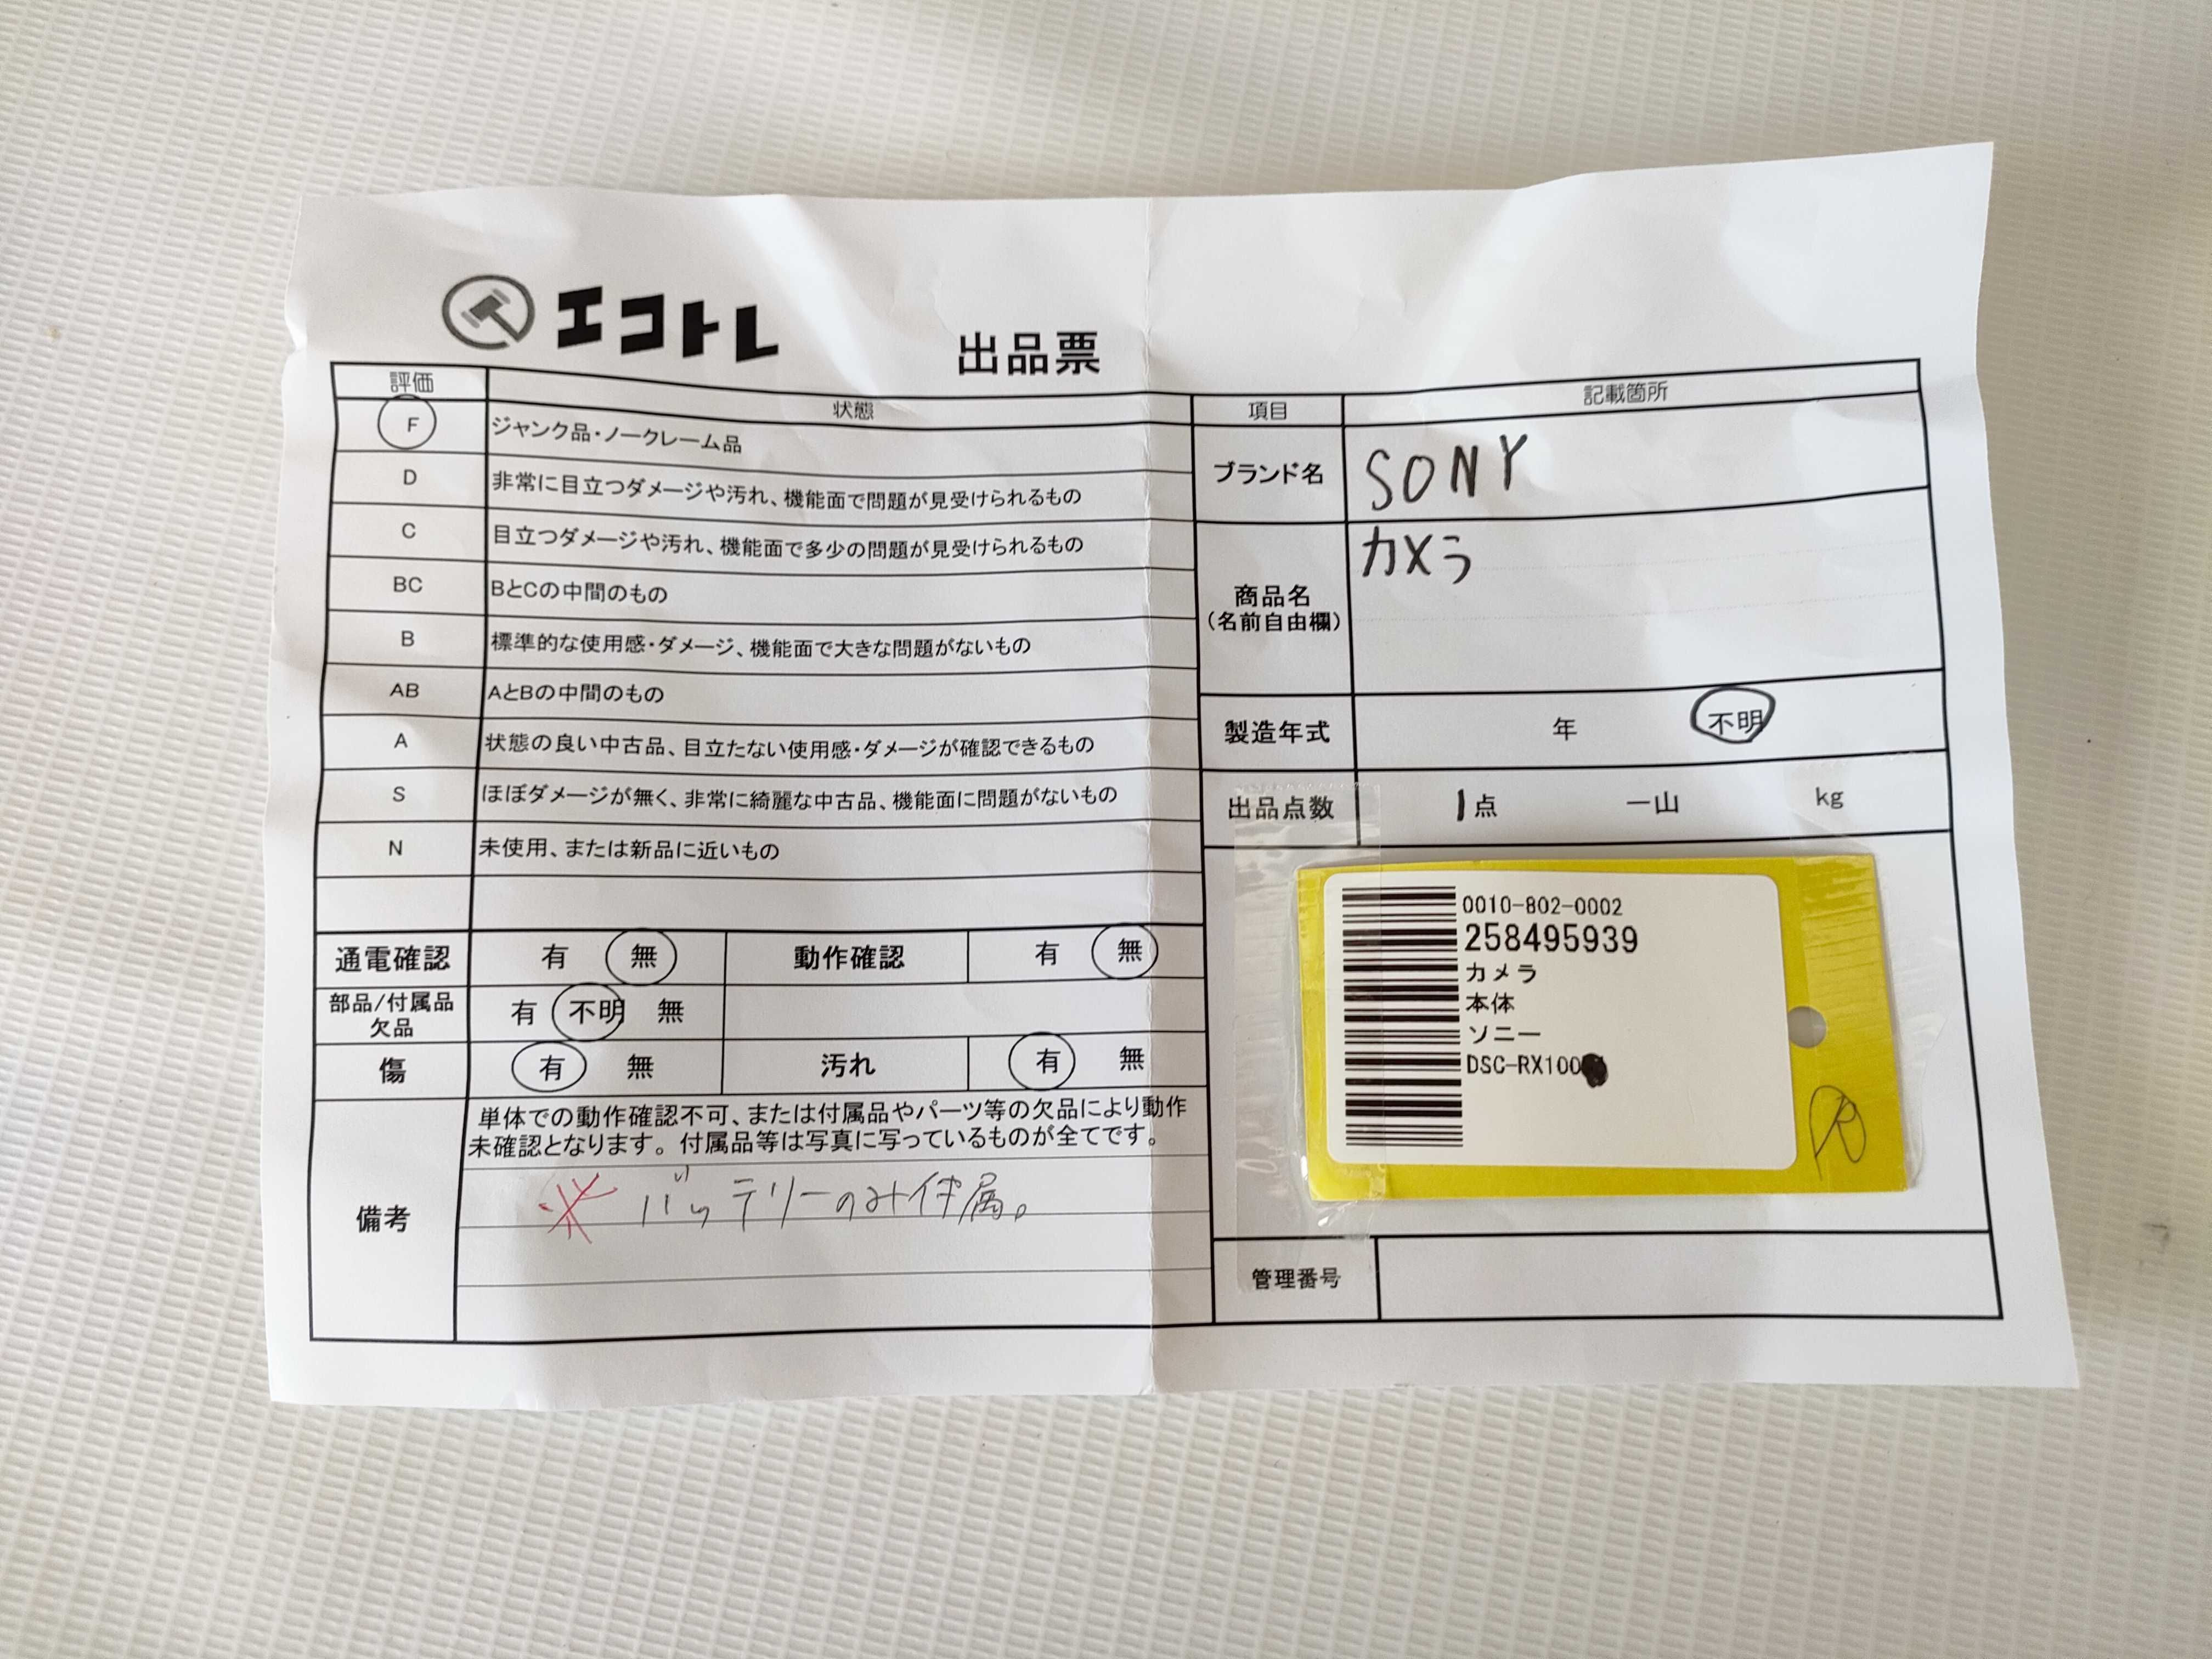 エコトレ
出品票
評価 状態
F ジャンク品・ノークレーム品
D 非常に目立つダメージや汚れ、機能面で問題が見受けられるもの
C 目立つダメージや汚れ、機能面で多少の問題が見受けられるもの
BC BとCの中間のもの
B 標準的な使用感・ダメージ、機能面で大きな問題がないもの
AB AとBの中間のもの
A 状態の良い中古品、目立たない使用感・ダメージが確認できるもの
S ほぼダメージが無く、非常に綺麗な中古品、機能面に問題がないもの
N 未使用、または新品に近いもの
通電確認 有 無 動作確認 有 無
部品/付属品
欠品
有 不明 無
傷 有 無 汚れ 有 無
備考
単体での動作確認不可、または付属品やパーツ等の欠品により動作
未確認となります。付属品等は写真に写っているものが全てです。
※ バッテリーのみ付属。
項目 記載箇所
ブランド名 SONY
商品名
(名前自由欄)
カメラ
製造年式 年 不明
出品点数 1点 一山 kg
0010-802-0002
258495939
カメラ
本体
ソニー
DSC-RX100
管理番号